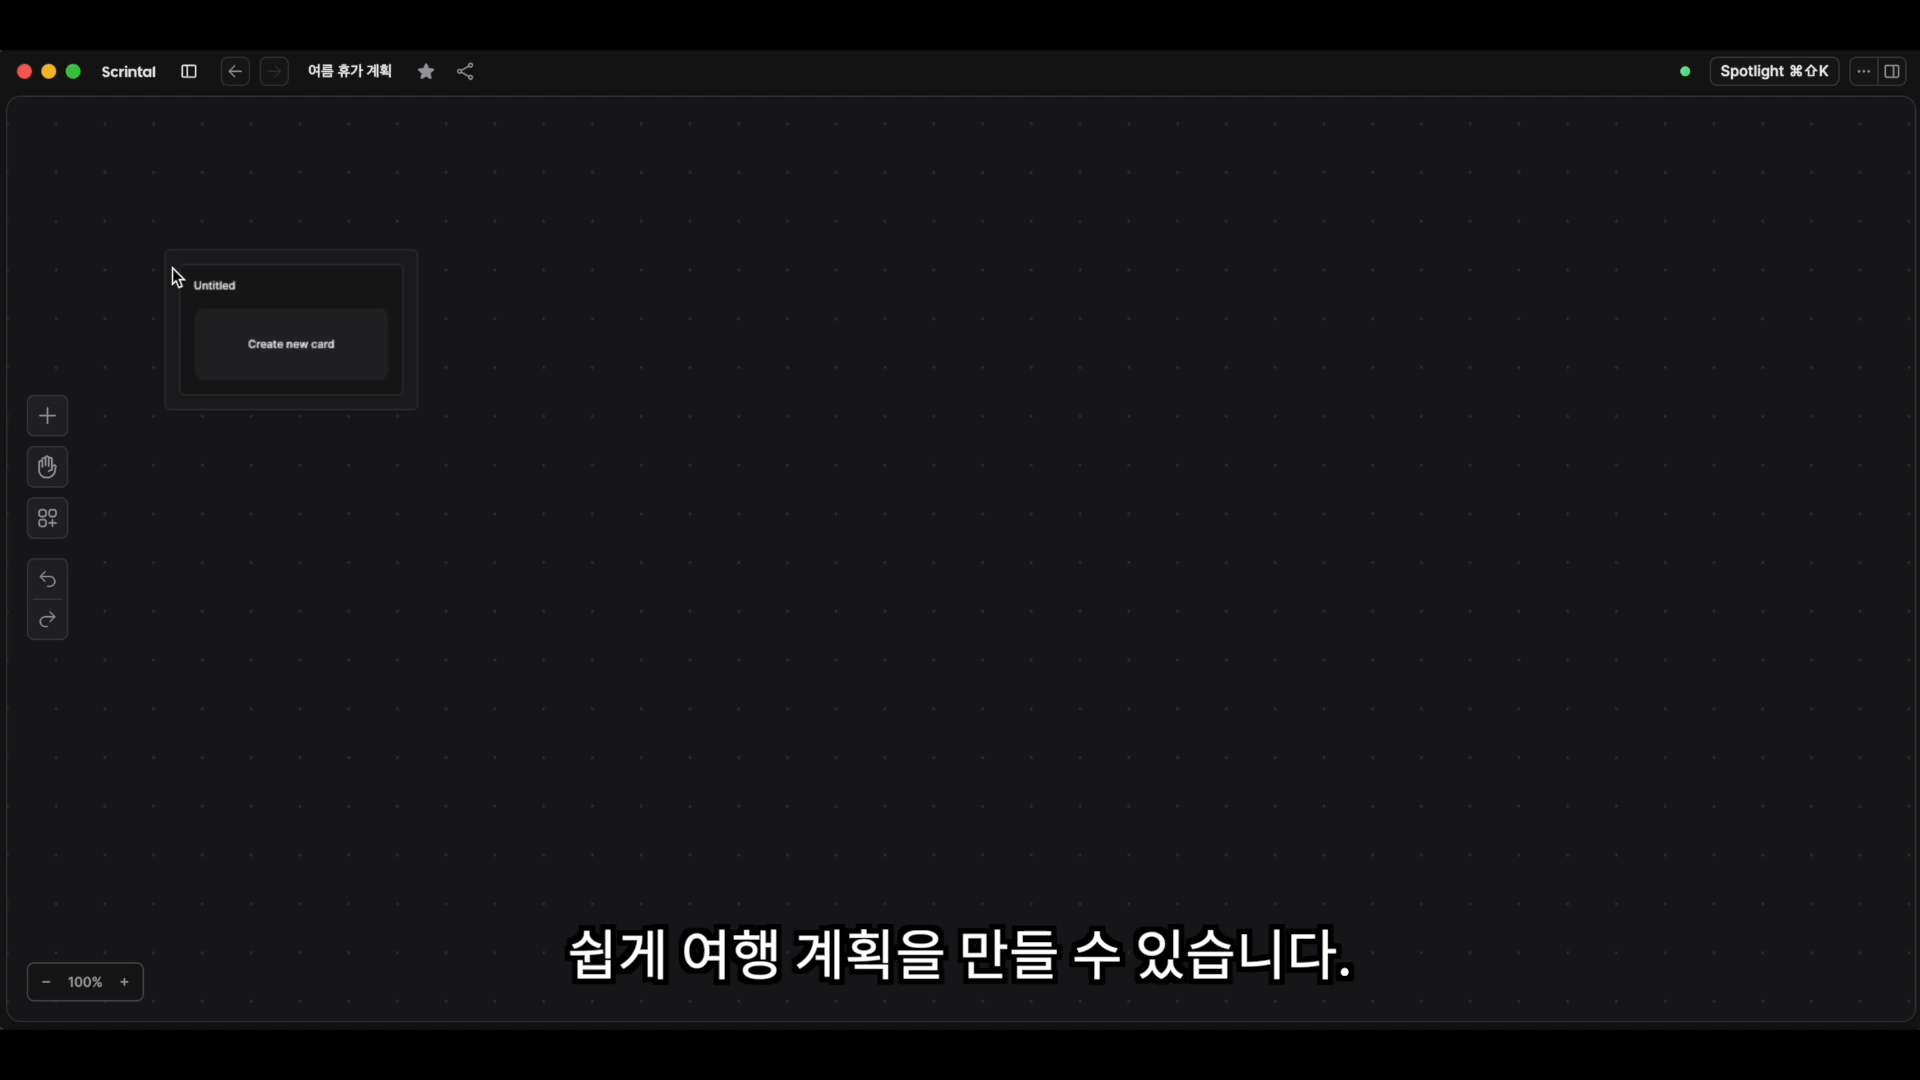 Scrintal
여름 휴가 계획
Spotlight ⌘⇧K
Untitled
Create new card
쉽게 여행 계획을 만들 수 있습니다.
− 100% +